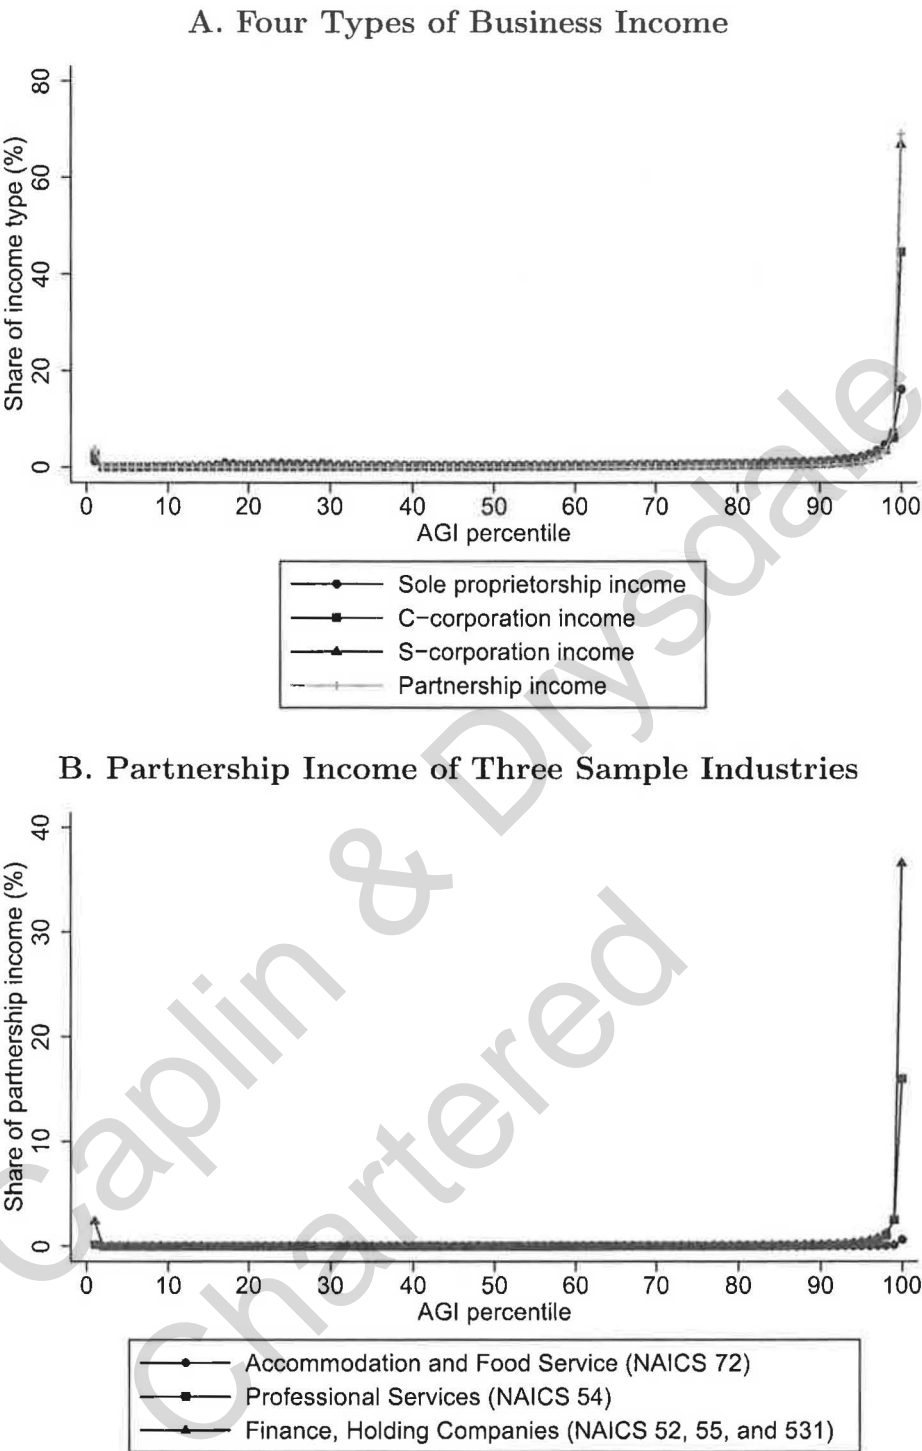 A. Four Types of Business Income
80
60
40
20
0
Share of income type (%)
0 10 20 30 40 50 60 70 80 90 100
AGI percentile
Sole proprietorship income
C−corporation income
S−corporation income
Partnership income
B. Partnership Income of Three Sample Industries
40
30
20
10
0
Share of partnership income (%)
0 10 20 30 40 50 60 70 80 90 100
AGI percentile
Accommodation and Food Service (NAICS 72)
Professional Services (NAICS 54)
Finance, Holding Companies (NAICS 52, 55, and 531)
Caplin & Drysdale
Chartered